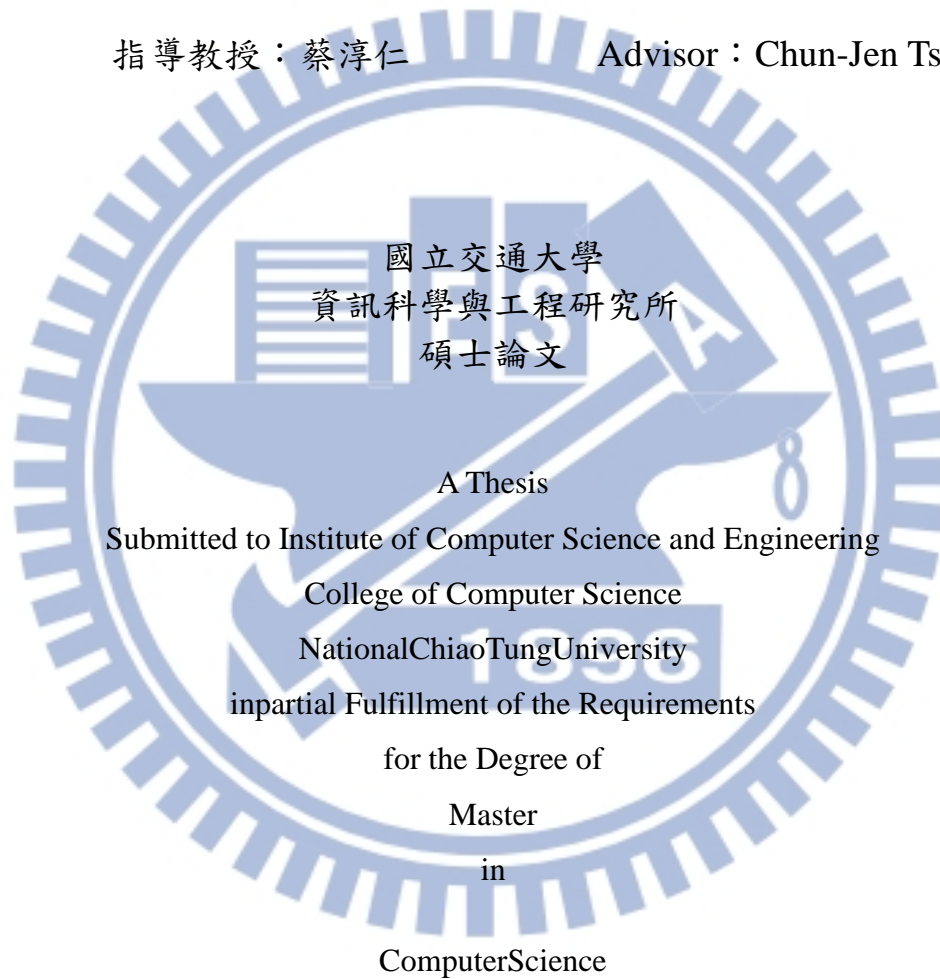 指導教授：蔡淳仁 Advisor：Chun-Jen Ts
國立交通大學
資訊科學與工程研究所
碩士論文
A Thesis
Submitted to Institute of Computer Science and Engineering
College of Computer Science
NationalChiaoTungUniversity
inpartial Fulfillment of the Requirements
for the Degree of
Master
in
ComputerScience
E S A
1896